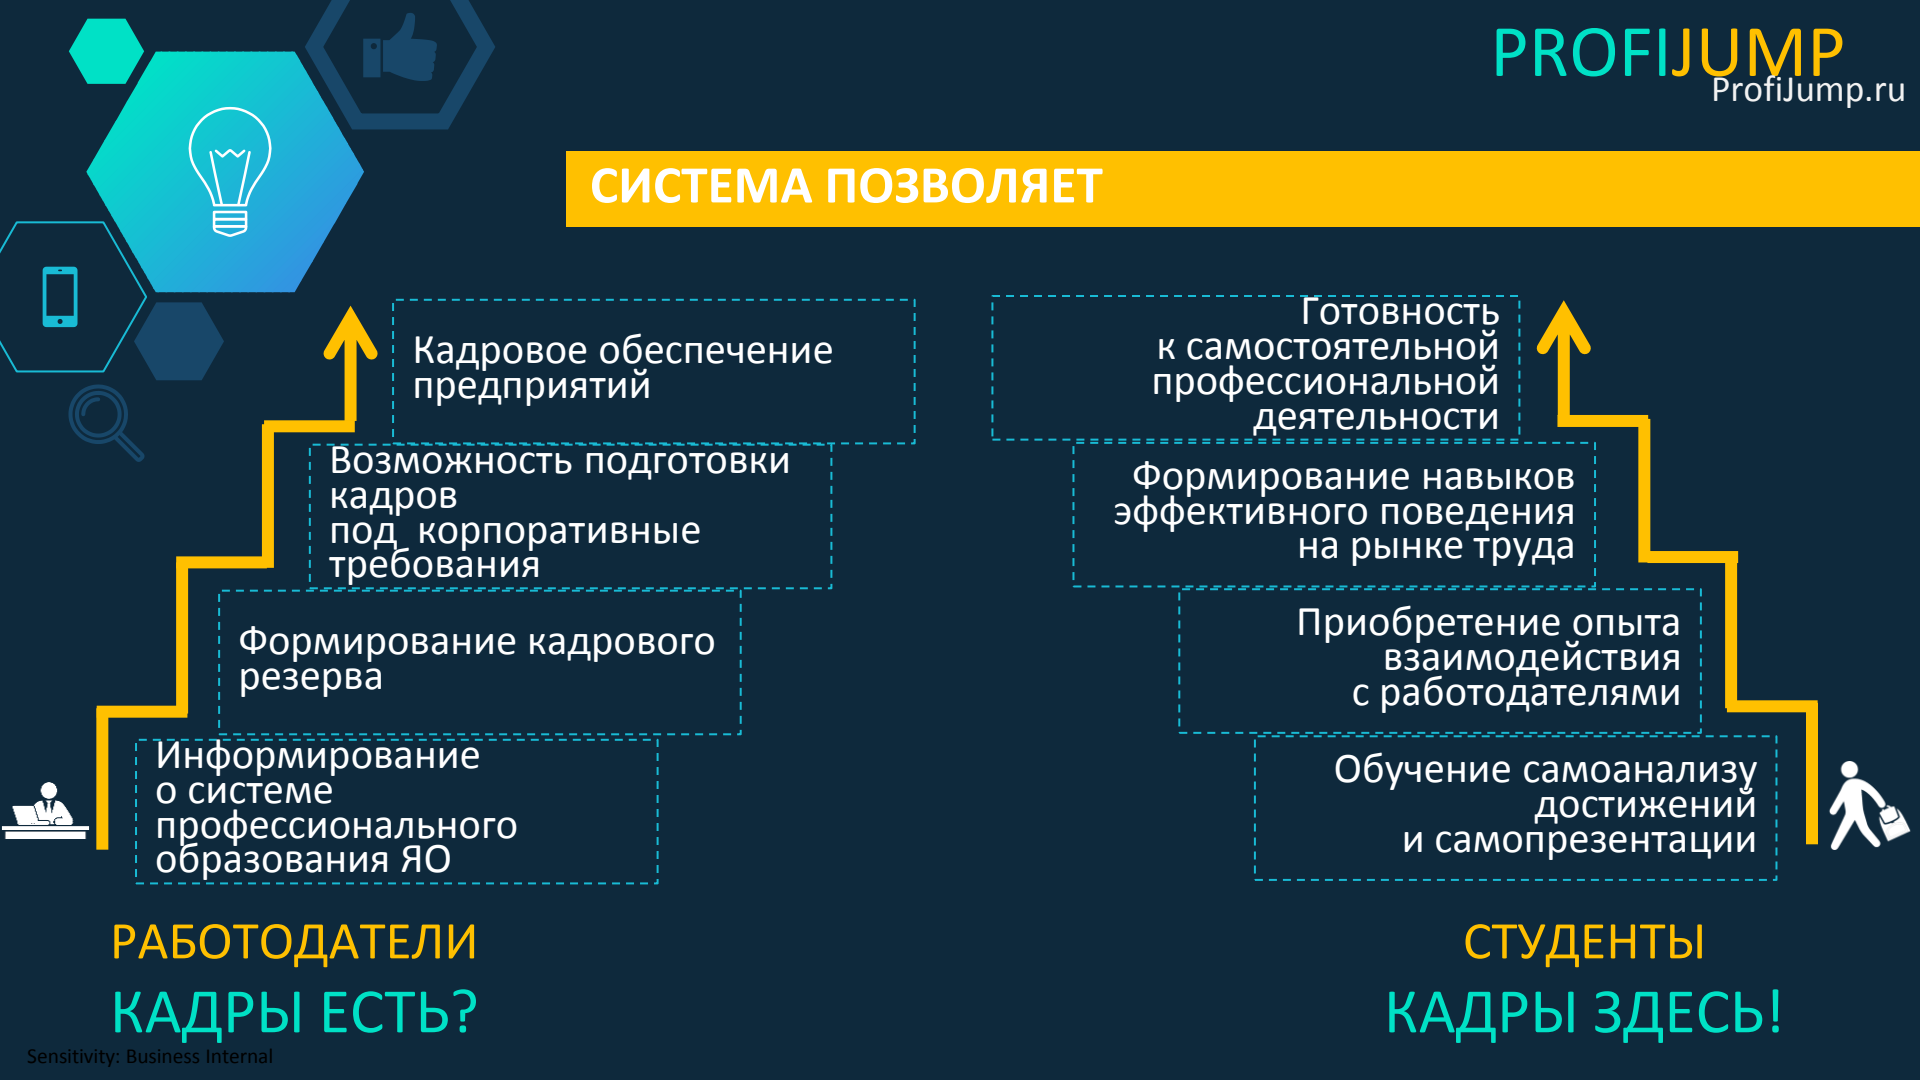 PROFIJUMP
ProfiJump.ru
СИСТЕМА ПОЗВОЛЯЕТ
Кадровое обеспечение
предприятий
Возможность подготовки
кадров
под  корпоративные
требования
Формирование кадрового
резерва
Информирование
о системе
профессионального
образования ЯО
РАБОТОДАТЕЛИ
КАДРЫ ЕСТЬ?
Готовность
к самостоятельной
профессиональной
деятельности
Формирование навыков
эффективного поведения
на рынке труда
Приобретение опыта
взаимодействия
с работодателями
Обучение самоанализу
достижений
и самопрезентации
СТУДЕНТЫ
КАДРЫ ЗДЕСЬ!
Sensitivity: Business Internal